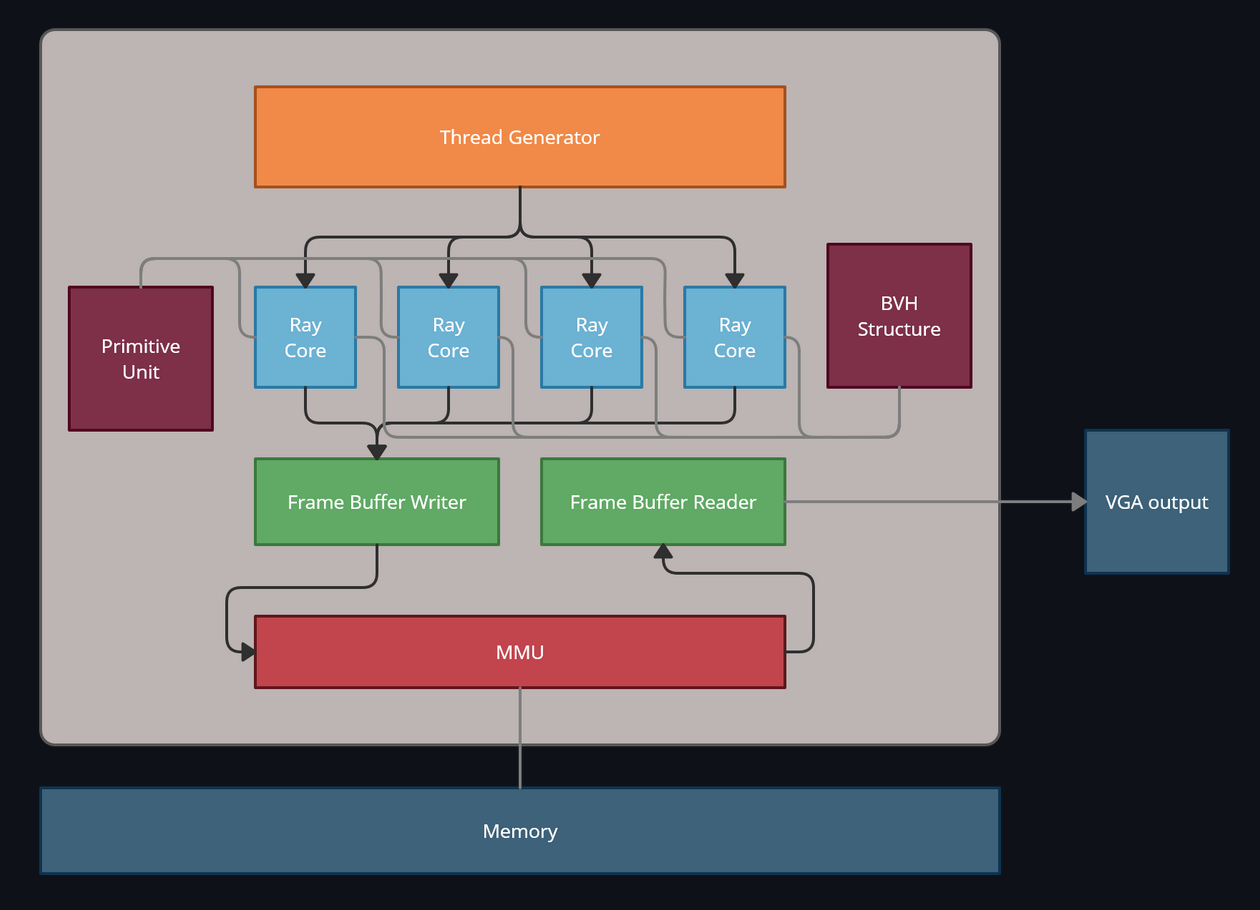 Thread Generator
Primitive
Unit
Ray
Core
Ray
Core
Ray
Core
Ray
Core
BVH
Structure
Frame Buffer Writer
Frame Buffer Reader
VGA output
MMU
Memory